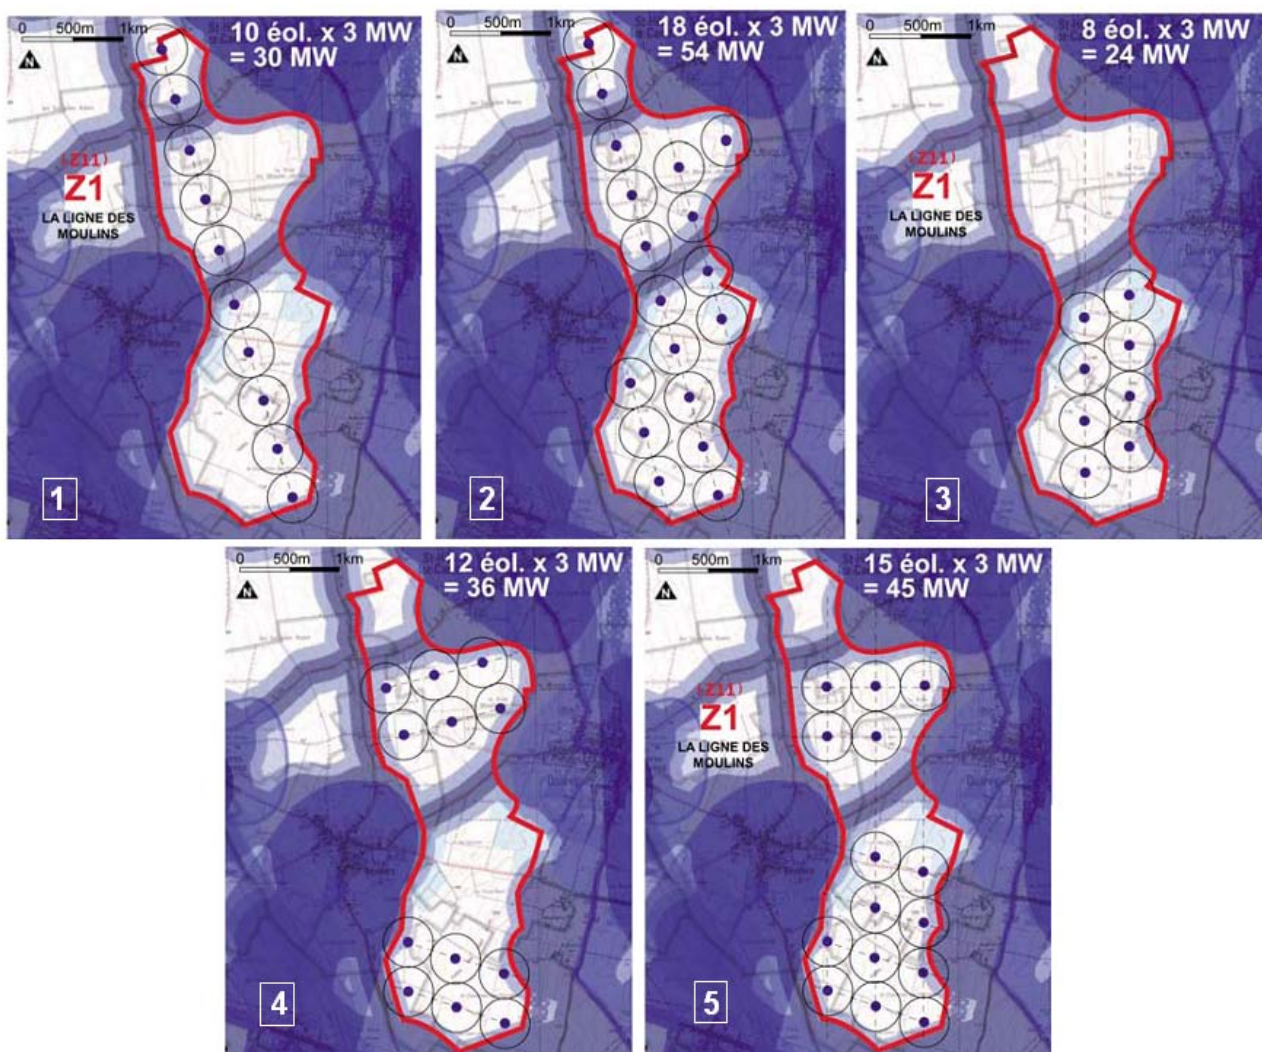 0 500m 1km
10 éol. x 3 MW
= 30 MW
N
(Z11)
Z1
LA LIGNE DES
MOULINS
1
0 500m 1km
18 éol. x 3 MW
= 54 MW
N
2
0 500m 1km
8 éol. x 3 MW
= 24 MW
N
(Z11)
Z1
LA LIGNE DES
MOULINS
3
0 500m 1km
12 éol. x 3 MW
= 36 MW
N
4
0 500m 1km
15 éol. x 3 MW
= 45 MW
N
(Z11)
Z1
LA LIGNE DES
MOULINS
5